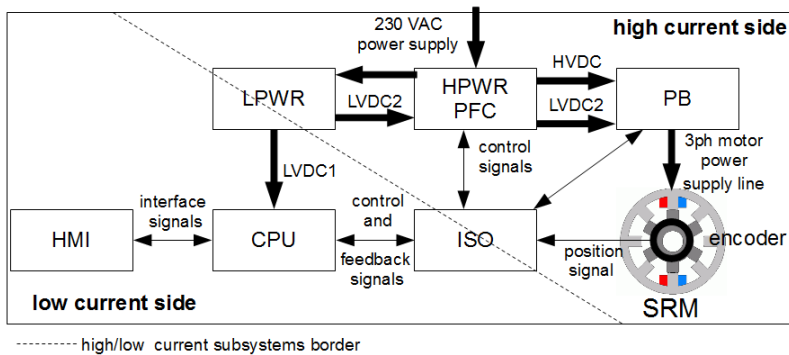 230 VAC
power supply
high current side
HVDC
LPWR
LVDC2
HPWR
PFC
LVDC2
PB
LVDC1
control
signals
3ph motor
power
supply line
interface
signals
control
and
feedback
signals
HMI
CPU
ISO
position
signal
encoder
SRM
low current side
high/low current subsystems border